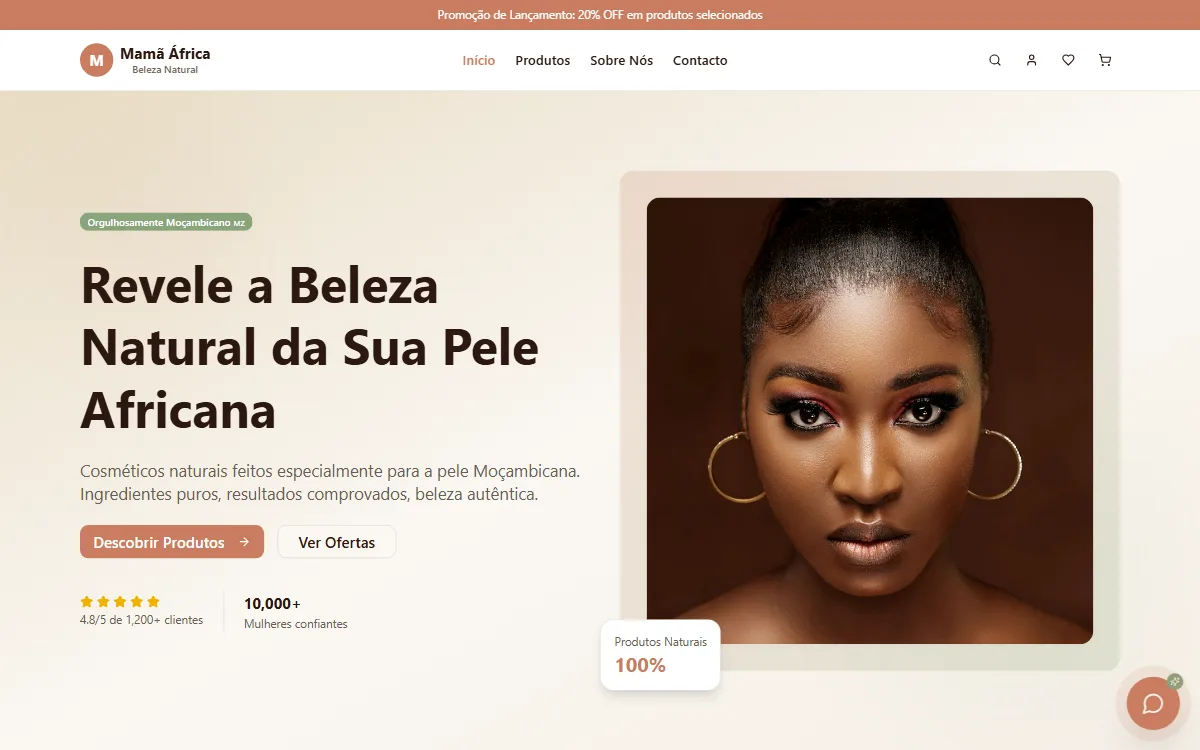 Promoção de Lançamento: 20% OFF em produtos selecionados
M
Mamã África
Beleza Natural
Início
Produtos
Sobre Nós
Contacto
Orgulhosamente Moçambicano MZ
Revele a Beleza
Natural da Sua Pele
Africana
Cosméticos naturais feitos especialmente para a pele Moçambicana.
Ingredientes puros, resultados comprovados, beleza autêntica.
Descobrir Produtos
Ver Ofertas
4.8/5 de 1,200+ clientes
10,000+
Mulheres confiantes
Produtos Naturais
100%